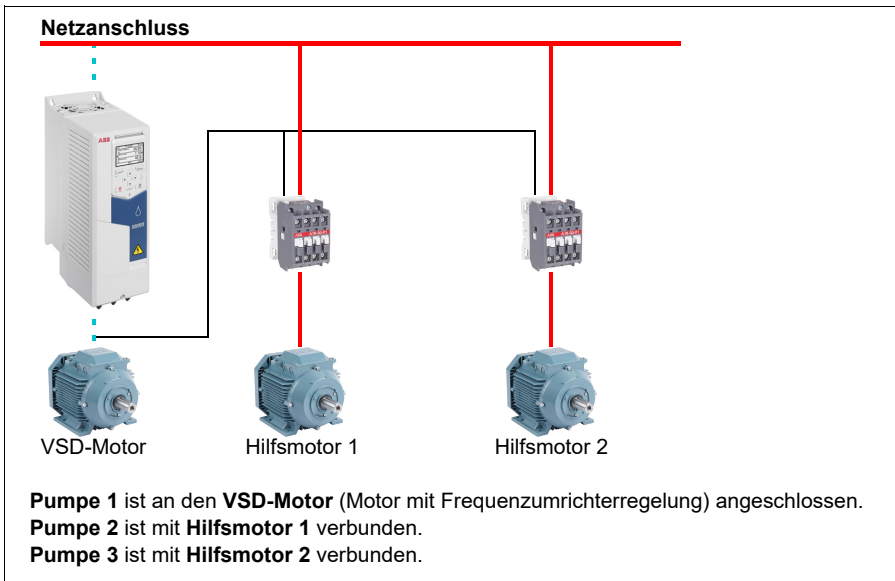 Netzanschluss
ABB
VSD-Motor
Hilfsmotor 1
Hilfsmotor 2
Pumpe 1 ist an den VSD-Motor (Motor mit Frequenzumrichterregelung) angeschlossen.
Pumpe 2 ist mit Hilfsmotor 1 verbunden.
Pumpe 3 ist mit Hilfsmotor 2 verbunden.